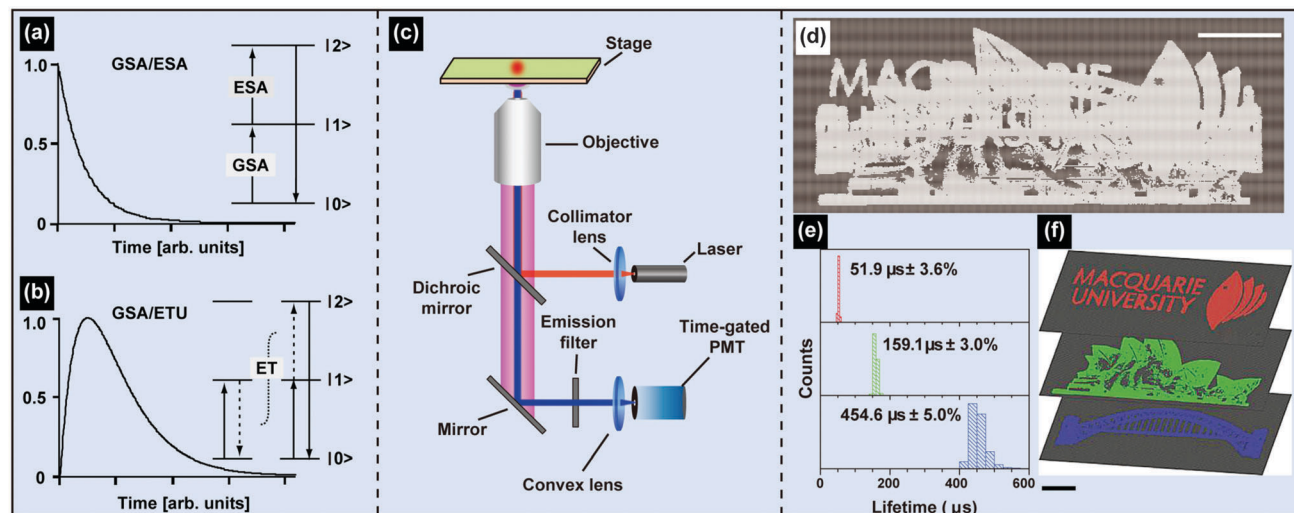 (a)
GSA/ESA
1.0
0.5
0
Time [arb. units]
|2>
ESA
|1>
GSA
|0>
(b)
GSA/ETU
1.0
0.5
0
Time [arb. units]
|2>
ET
|1>
|0>
(c)
Stage
Objective
Collimator
lens
Laser
Dichroic
mirror
Emission
filter
Time-gated
PMT
Mirror
Convex lens
(d)
MACQUARIE
(e)
51.9 µs± 3.6%
159.1 µs± 3.0%
454.6 µs± 5.0%
Counts
0 200 400 600
Lifetime ( µs)
(f)
MACQUARIE
UNIVERSITY